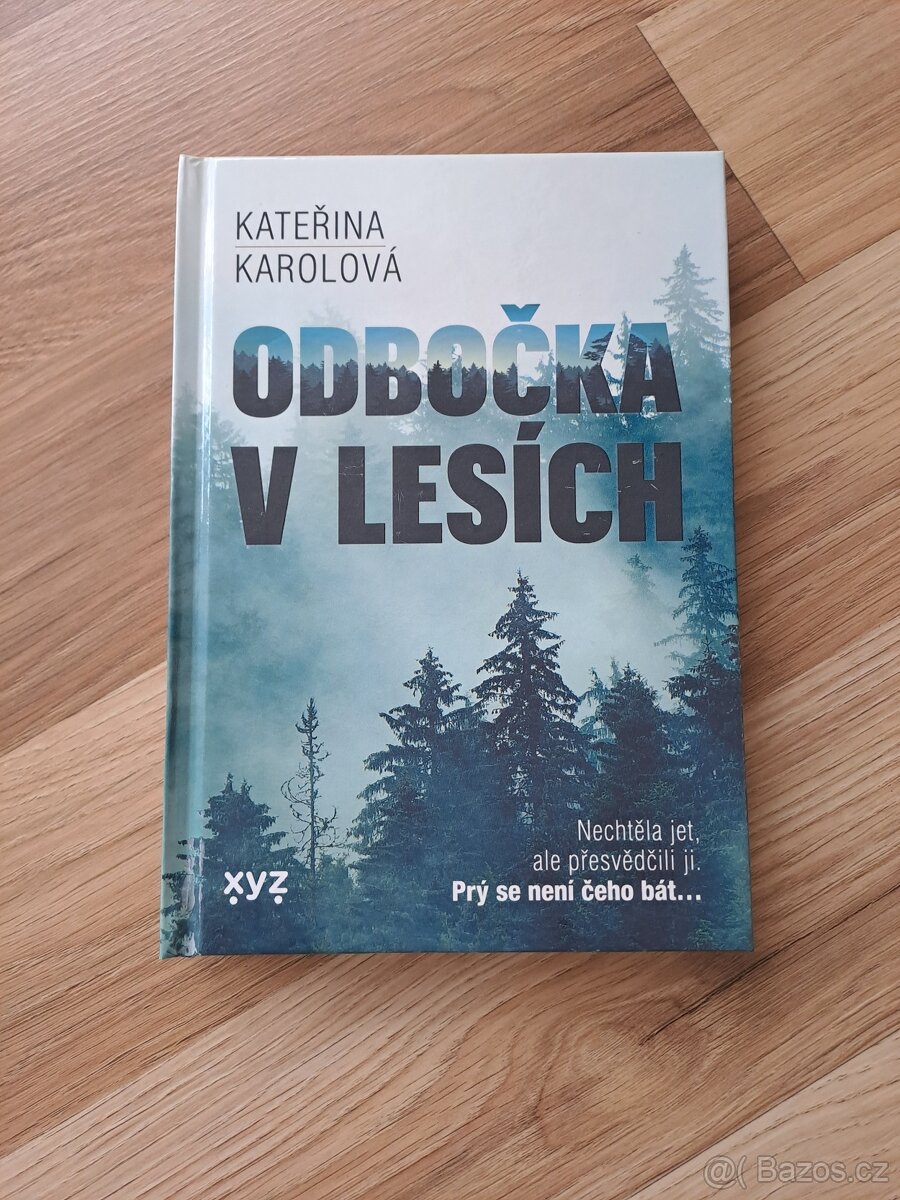 KATEŘINA
KAROLOVÁ
ODBOČKA
V LESÍCH
Nechtěla jet,
ale přesvědčili ji.
Prý se není čeho bát...
xyz
@( Bazos.cz